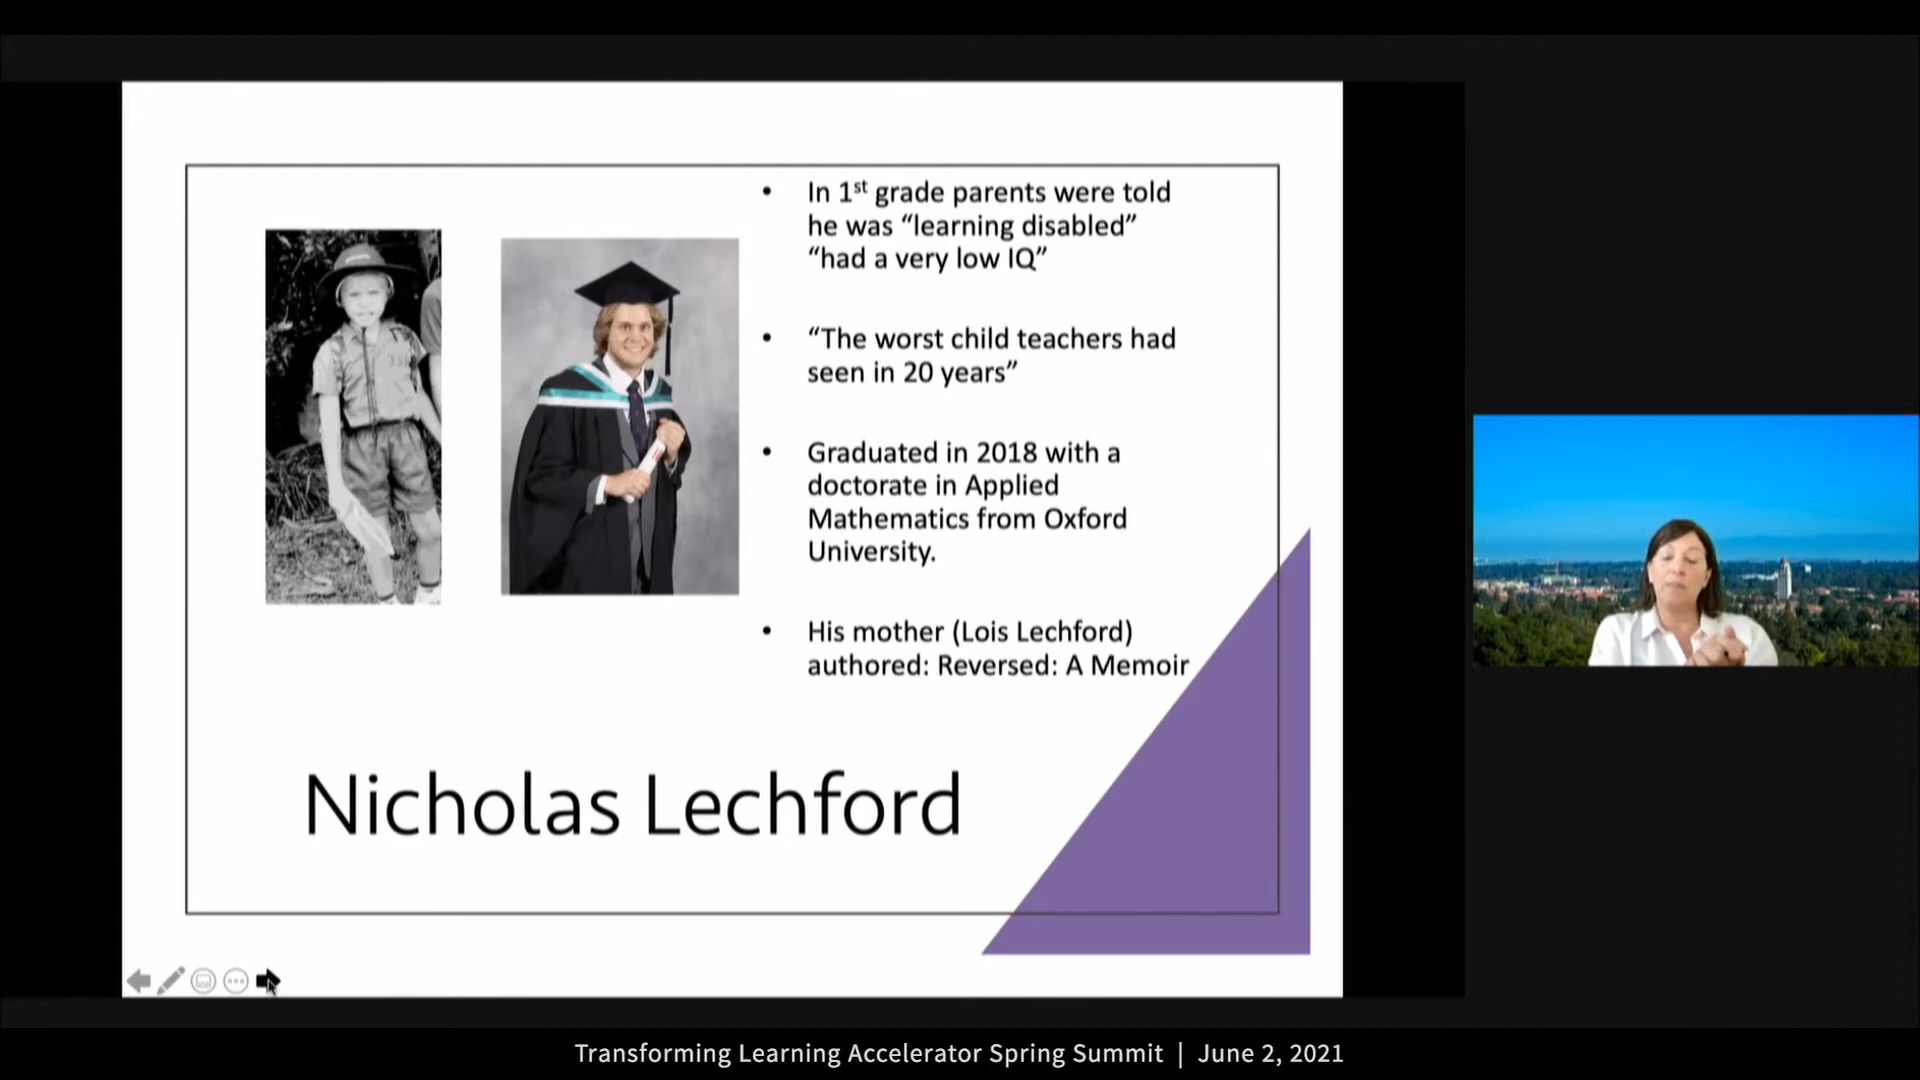 In 1st grade parents were told
he was “learning disabled”
“had a very low IQ”
“The worst child teachers had
seen in 20 years”
Graduated in 2018 with a
doctorate in Applied
Mathematics from Oxford
University.
His mother (Lois Lechford)
authored: Reversed: A Memoir
Nicholas Lechford
Transforming Learning Accelerator Spring Summit | June 2, 2021